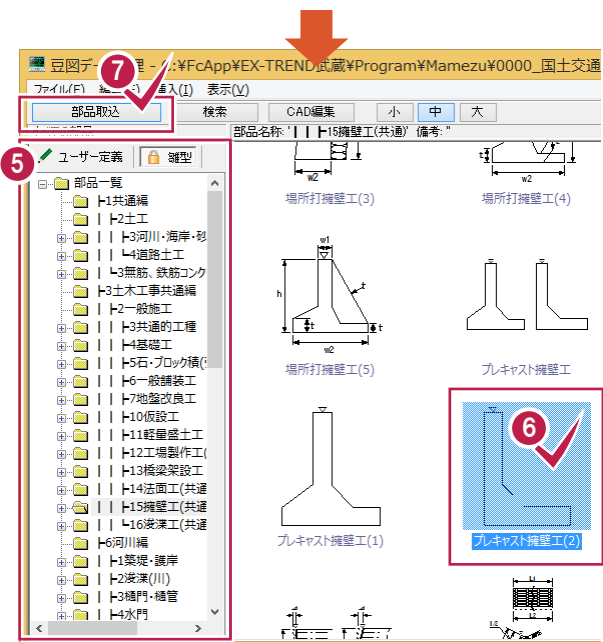 7
豆図データ管理 - C:¥FcApp¥EX-TREND武蔵¥Program¥Mamezu¥0000_国土交通
ファイル(F) 編集(E) 挿入(I) 表示(V)
部品取込 検索 CAD編集 小 中 大
部品名称:'┃┃┣15擁壁工(共通)' 備考:''
5
ユーザー定義 雛型
部品一覧
┣1共通編
┃┣2土工
┃┃┣3河川・海岸・砂
┃┃┗4道路土工
┃┗3無筋、鉄筋コンク
┣3土木工事共通編
┃┣2一般施工
┃┃┣3共通的工種
┃┃┣4基礎工
┃┃┣5石・ブロック積(
┃┃┣6一般舗装工
┃┃┣7地盤改良工
┃┃┣10仮設工
┃┃┣11軽量盛土工
┃┃┣12工場製作工(
┃┃┣13橋梁架設工
┃┃┣14法面工(共通
┃┃┣15擁壁工(共通
┃┃┗16浚渫工(共通
┣6河川編
┃┣1築堤・護岸
┃┣2浚渫(川)
┃┣3樋門・樋管
┃┣4水門
w2
場所打擁壁工(3)
t
w2
場所打擁壁工(4)
w1
h
t
t
t
w2
場所打擁壁工(5)
プレキャスト擁壁工
プレキャスト擁壁工(1)
6
プレキャスト擁壁工(2)
L1
L2